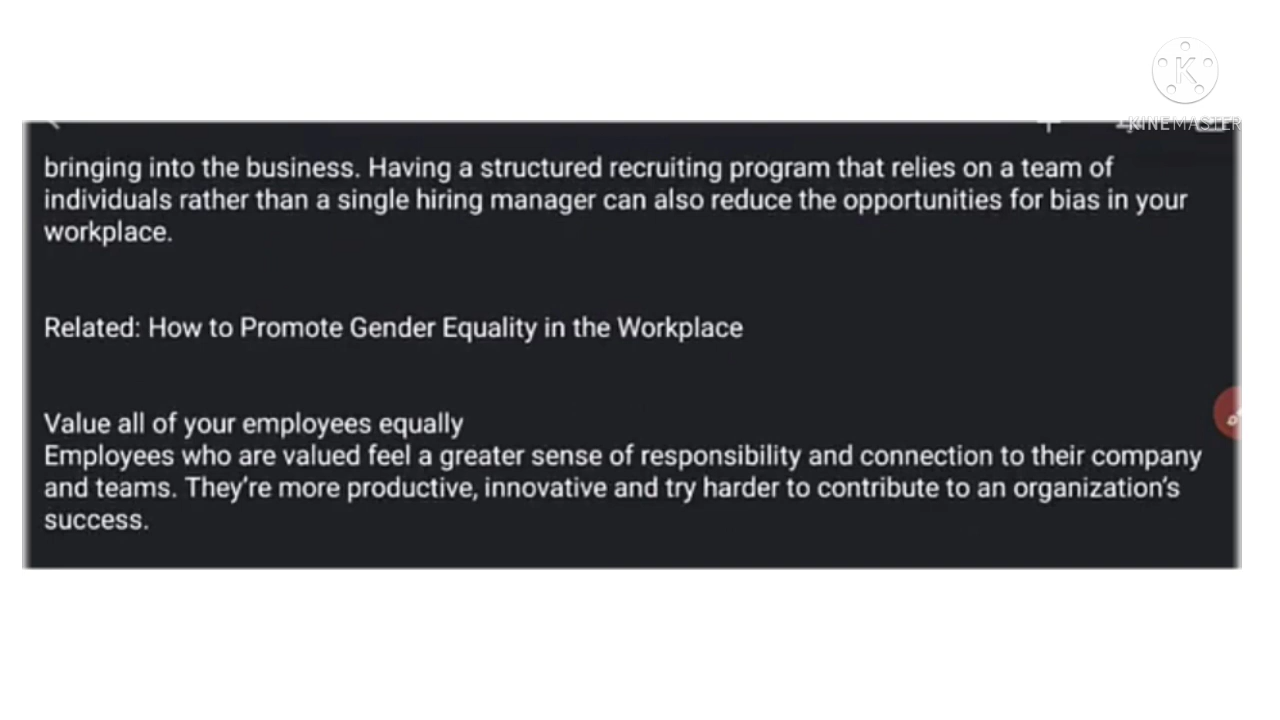 KINEMASTER
bringing into the business. Having a structured recruiting program that relies on a team of
individuals rather than a single hiring manager can also reduce the opportunities for bias in your
workplace.
Related: How to Promote Gender Equality in the Workplace
Value all of your employees equally
Employees who are valued feel a greater sense of responsibility and connection to their company
and teams. They're more productive, innovative and try harder to contribute to an organization's
success.